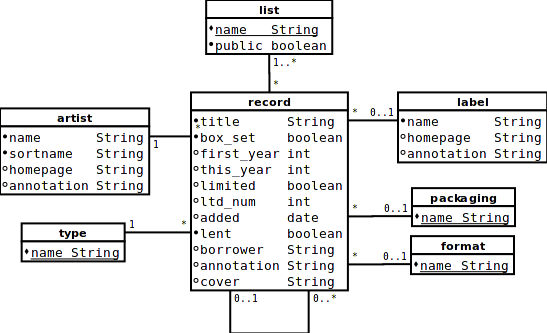 list
name String
public boolean
1..*
*
record
title String
box_set boolean
first_year int
this_year int
limited boolean
ltd_num int
added date
lent boolean
borrower String
annotation String
cover String
artist
name String
sortname String
homepage String
annotation String
1
type
name String
1
*
label
name String
homepage String
annotation String
*
0..1
packaging
name String
*
0..1
format
name String
*
0..1
0..1
0..*